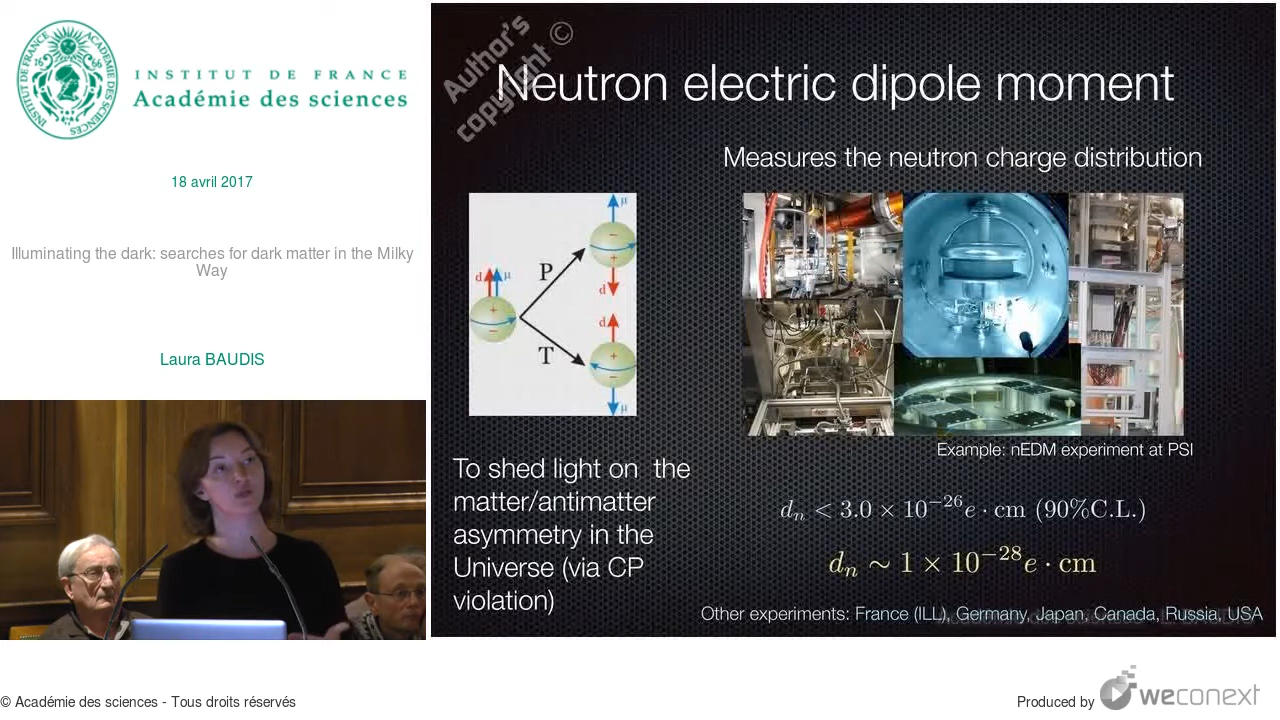 INSTITUT DE FRANCE
Académie des sciences
18 avril 2017
Illuminating the dark: searches for dark matter in the Milky
Way
Laura BAUDIS
Author's
copyright ©
Neutron electric dipole moment
Measures the neutron charge distribution
P
T
d
μ
+
−
μ
−
+
d
d
+
−
μ
Example: nEDM experiment at PSI
To shed light on the
matter/antimatter
asymmetry in the
Universe (via CP
violation)
dₙ < 3.0 × 10⁻²⁶ e · cm (90%C.L.)
dₙ ∼ 1 × 10⁻²⁸ e · cm
Other experiments: France (ILL), Germany, Japan, Canada, Russia, USA
© Académie des sciences - Tous droits réservés
Produced by weconext